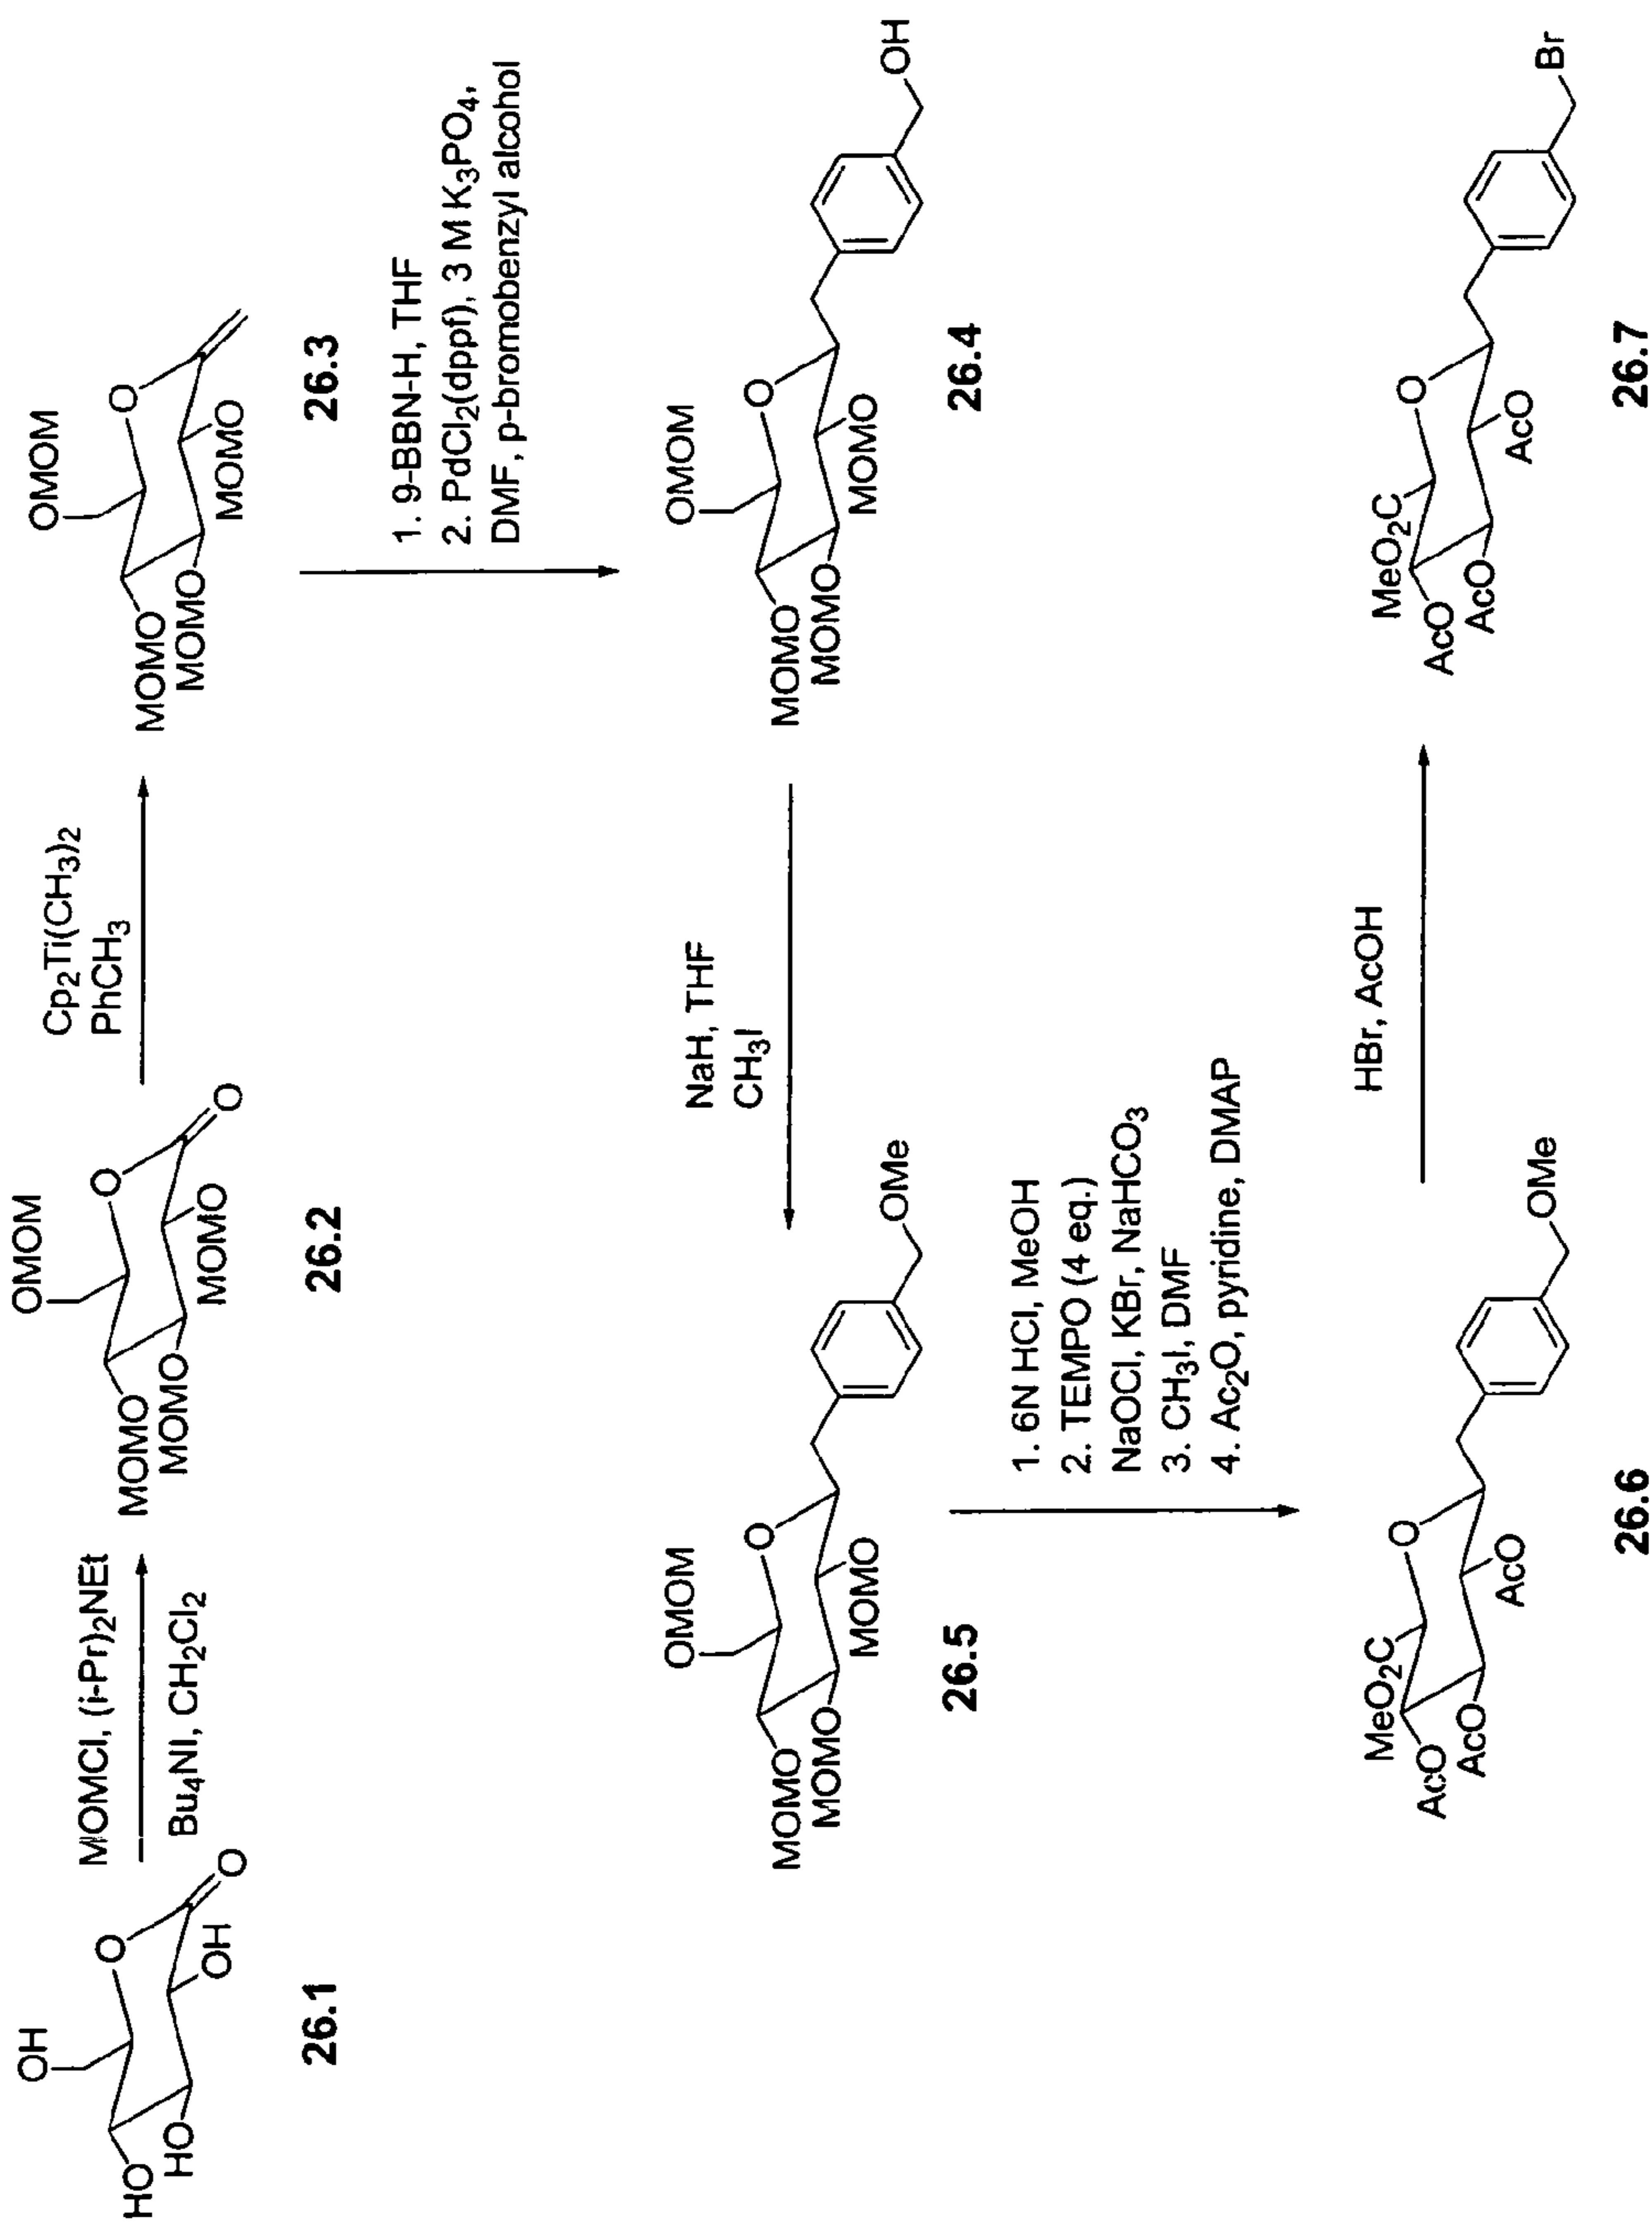 OH
O
HO
HO
OH
O
26.1
MOMCl, (i-Pr)₂NEt
Bu₄NI, CH₂Cl₂
OMOM
O
MOMO
MOMO
MOMO
O
26.2
Cp₂Ti(CH₃)₂
PhCH₃
OMOM
O
MOMO
MOMO
MOMO
26.3
1. 9-BBN-H, THF
2. PdCl₂(dppf), 3 M K₃PO₄,
DMF, p-bromobenzyl alcohol
OMOM
O
MOMO
MOMO
MOMO
OH
26.4
NaH, THF
CH₃I
OMOM
O
MOMO
MOMO
MOMO
OMe
26.5
1. 6N HCl, MeOH
2. TEMPO (4 eq.)
NaOCl, KBr, NaHCO₃
3. CH₃I, DMF
4. Ac₂O, pyridine, DMAP
MeO₂C
O
AcO
AcO
AcO
OMe
26.6
HBr, AcOH
MeO₂C
O
AcO
AcO
AcO
Br
26.7